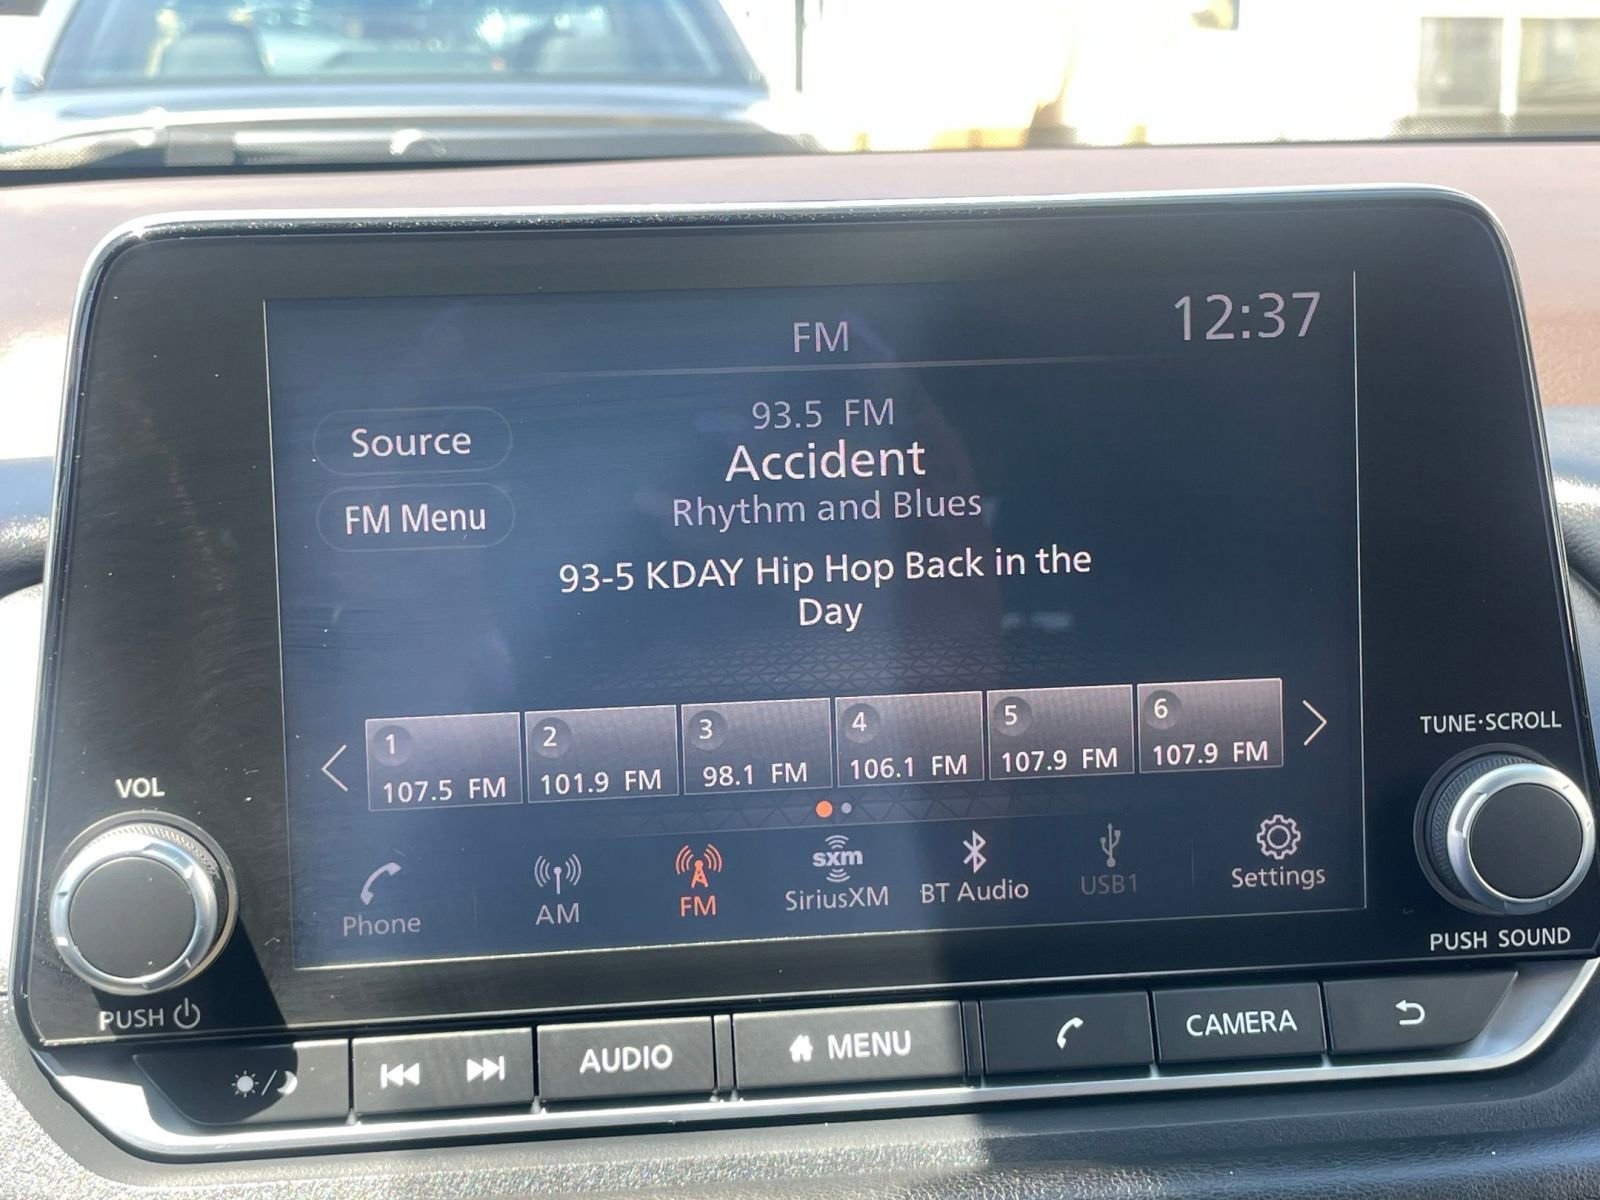 FM
12:37
Source
93.5 FM
Accident
Rhythm and Blues
FM Menu
93-5 KDAY Hip Hop Back in the
Day
1
107.5 FM
2
101.9 FM
3
98.1 FM
4
106.1 FM
5
107.9 FM
6
107.9 FM
Phone
AM
FM
sxm
SiriusXM
BT Audio
USB1
Settings
VOL
PUSH
TUNE·SCROLL
PUSH SOUND
AUDIO
MENU
CAMERA